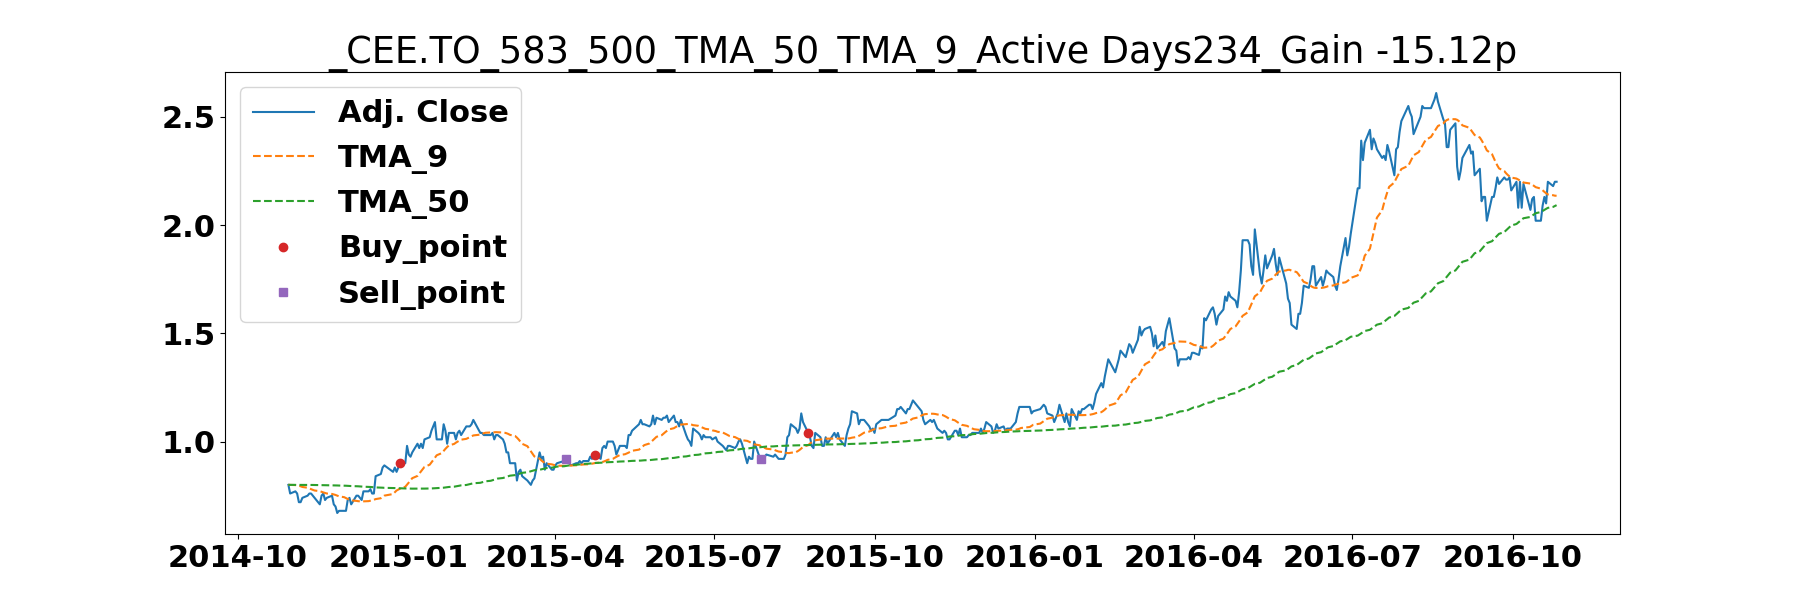 _CEE.TO_583_500_TMA_50_TMA_9_Active Days234_Gain -15.12p
Adj. Close
TMA_9
TMA_50
Buy_point
Sell_point
2.5
2.0
1.5
1.0
2014-10 2015-01 2015-04 2015-07 2015-10 2016-01 2016-04 2016-07 2016-10